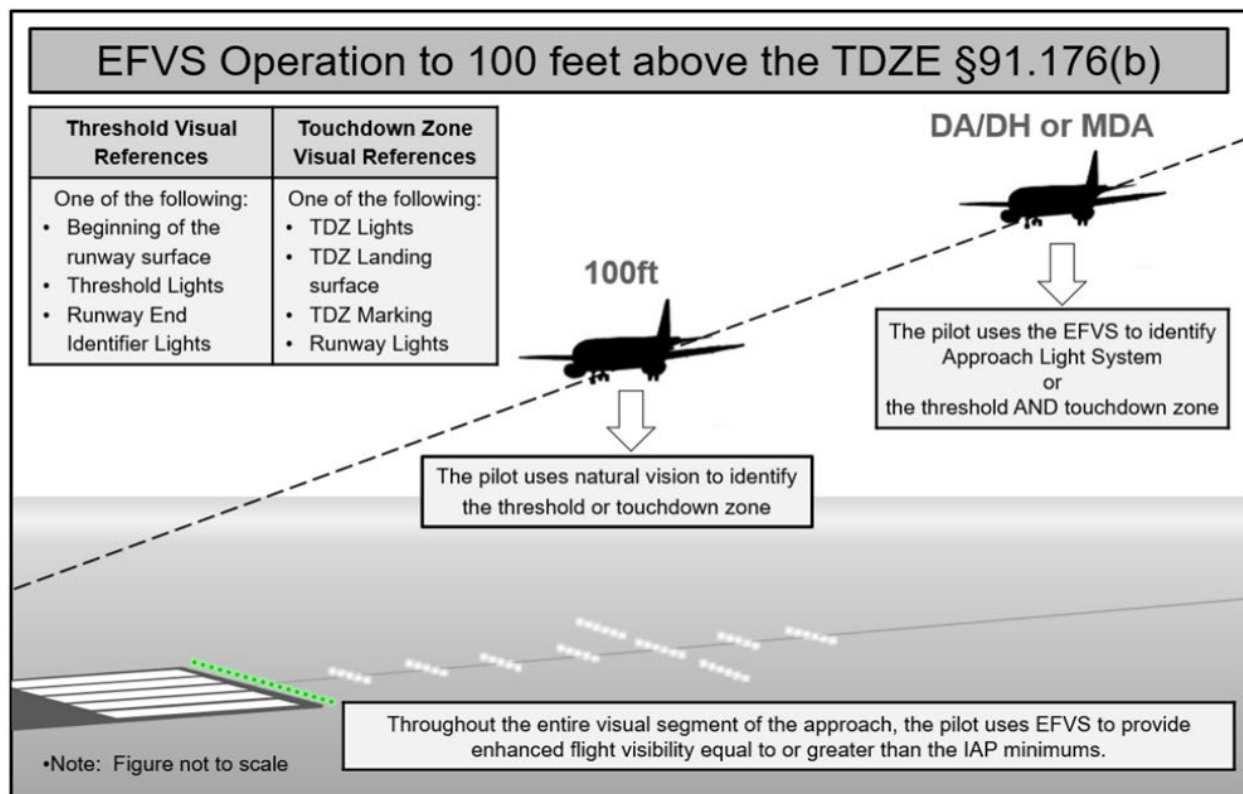 EFVS Operation to 100 feet above the TDZE §91.176(b)
Threshold Visual
References
Touchdown Zone
Visual References
One of the following:
• Beginning of the
runway surface
• Threshold Lights
• Runway End
Identifier Lights
One of the following:
• TDZ Lights
• TDZ Landing
surface
• TDZ Marking
• Runway Lights
DA/DH or MDA
100ft
The pilot uses the EFVS to identify
Approach Light System
or
the threshold AND touchdown zone
The pilot uses natural vision to identify
the threshold or touchdown zone
Throughout the entire visual segment of the approach, the pilot uses EFVS to provide
enhanced flight visibility equal to or greater than the IAP minimums.
•Note: Figure not to scale